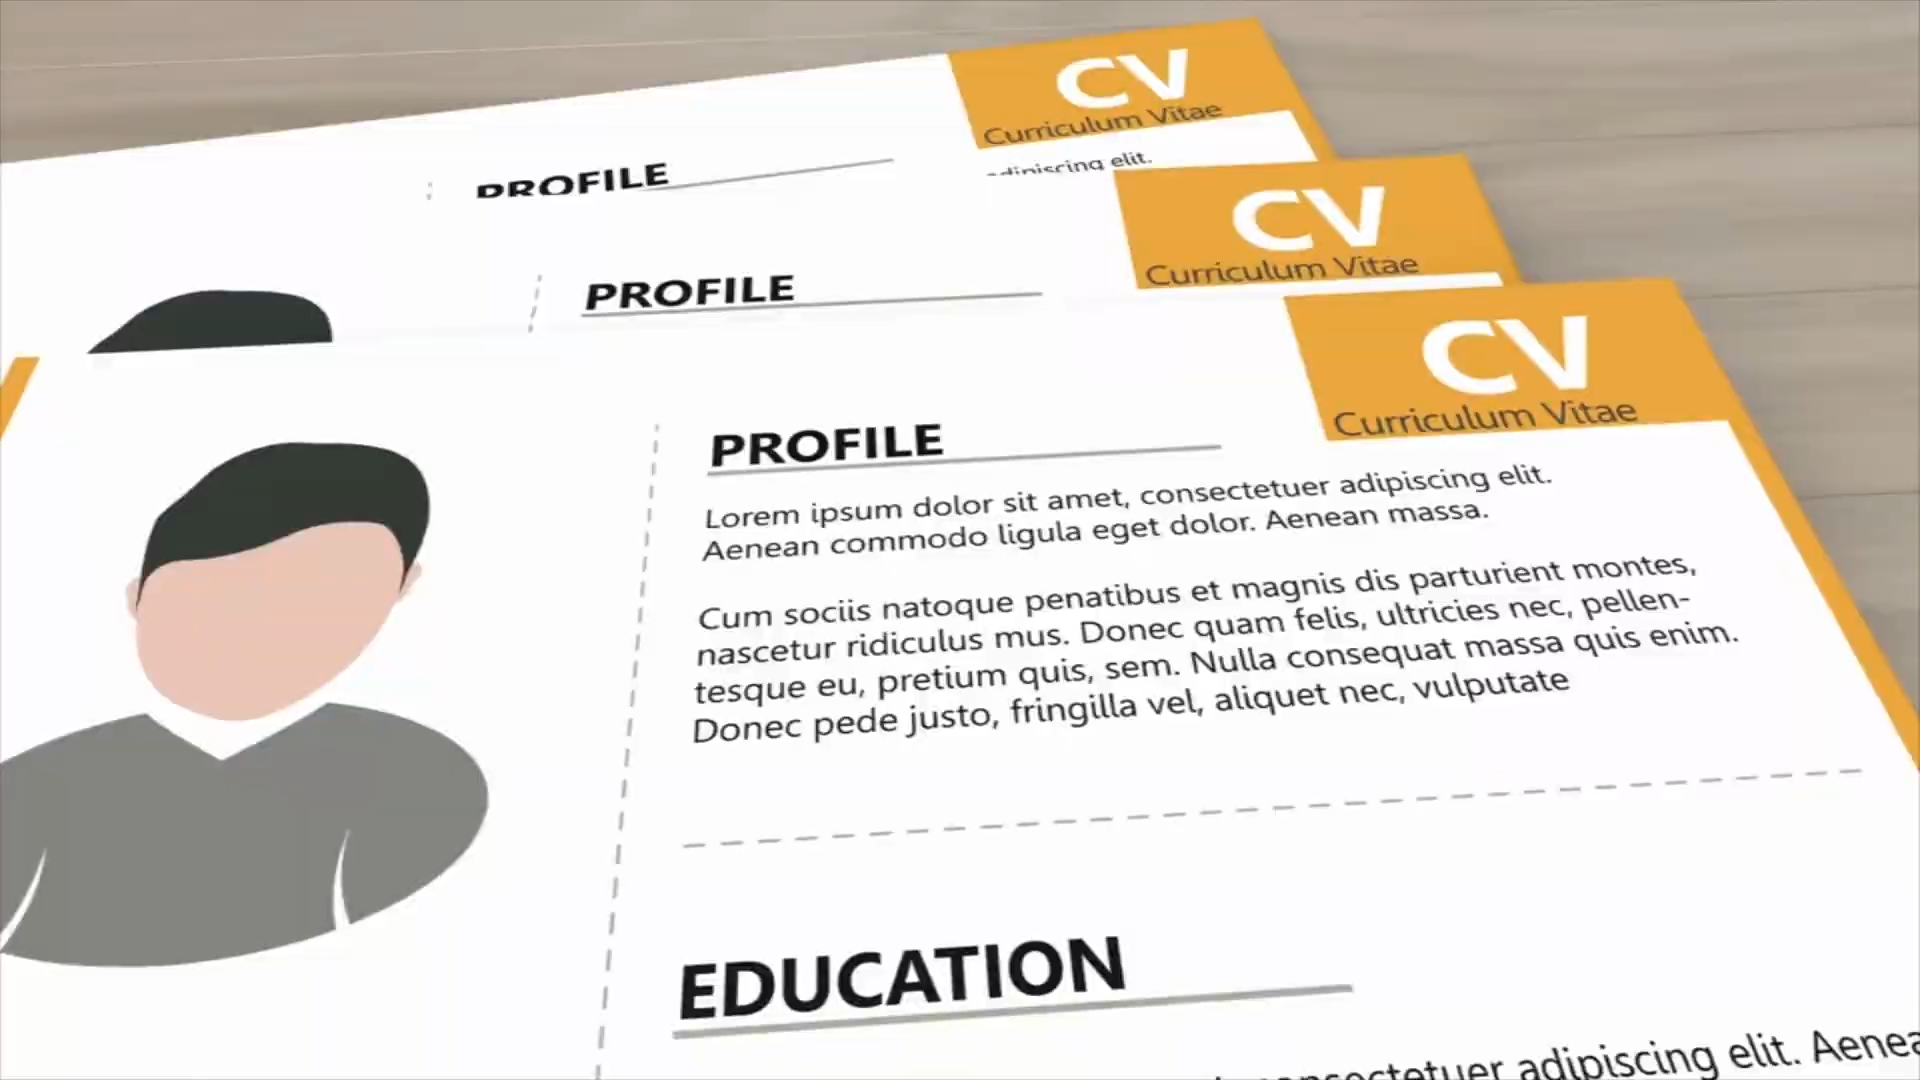 CV
Curriculum Vitae
adipiscing elit.
PROFILE
CV
Curriculum Vitae
PROFILE
CV
Curriculum Vitae
PROFILE
Lorem ipsum dolor sit amet, consectetuer adipiscing elit.
Aenean commodo ligula eget dolor. Aenean massa.
Cum sociis natoque penatibus et magnis dis parturient montes,
nascetur ridiculus mus. Donec quam felis, ultricies nec, pellen-
tesque eu, pretium quis, sem. Nulla consequat massa quis enim.
Donec pede justo, fringilla vel, aliquet nec, vulputate
EDUCATION
adipiscing elit. Aenea